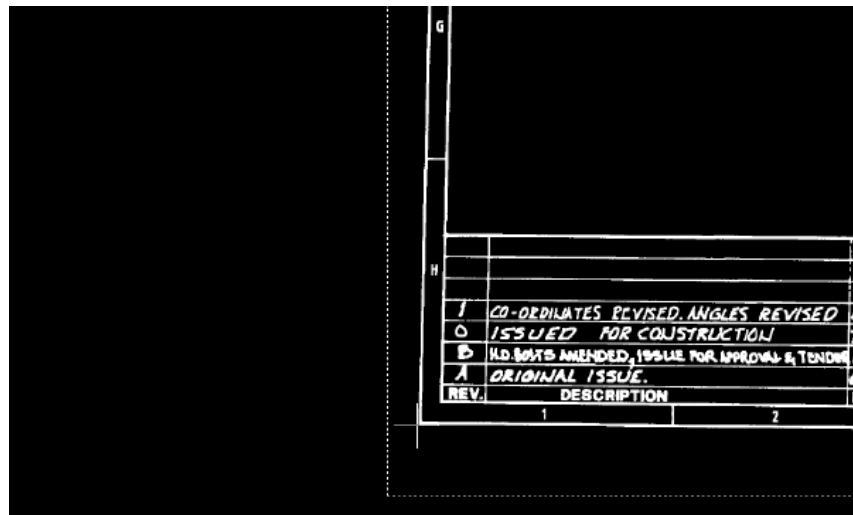 G
H
1 CO-ORDINATES REVISED. ANGLES REVISED
0 ISSUED FOR CONSTRUCTION
B H.D. BOLTS AMENDED, ISSUE FOR APPROVAL & TENDER
A ORIGINAL ISSUE.
REV. DESCRIPTION
1 2